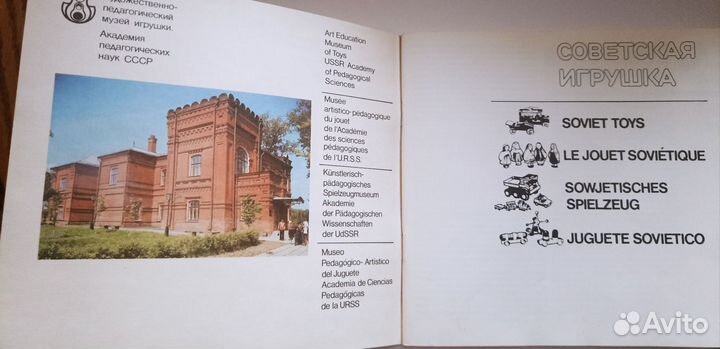 педагогический
музей игрушки.
Академия
педагогических
наук СССР
Art Education
Museum
of Toys
USSR Academy
of Pedagogical
Sciences
Musee
artistico-pédagogique
du jouet
de l'Académie
des sciences
pédagogiques
de l'U.R.S.S.
Künstlerisch-
pädagogisches
Spielzeugmuseum
Akademie
der Pädagogischen
Wissenschaften
der UdSSR
Museo
Pedagógico-Artistico
del Juguete
Academia de Ciencias
Pedagógicas
de la URSS
СОВЕТСКАЯ
ИГРУШКА
SOVIET TOYS
LE JOUET SOVIÉTIQUE
SOWJETISCHES
SPIELZEUG
JUGUETE SOVIETICO
Avito